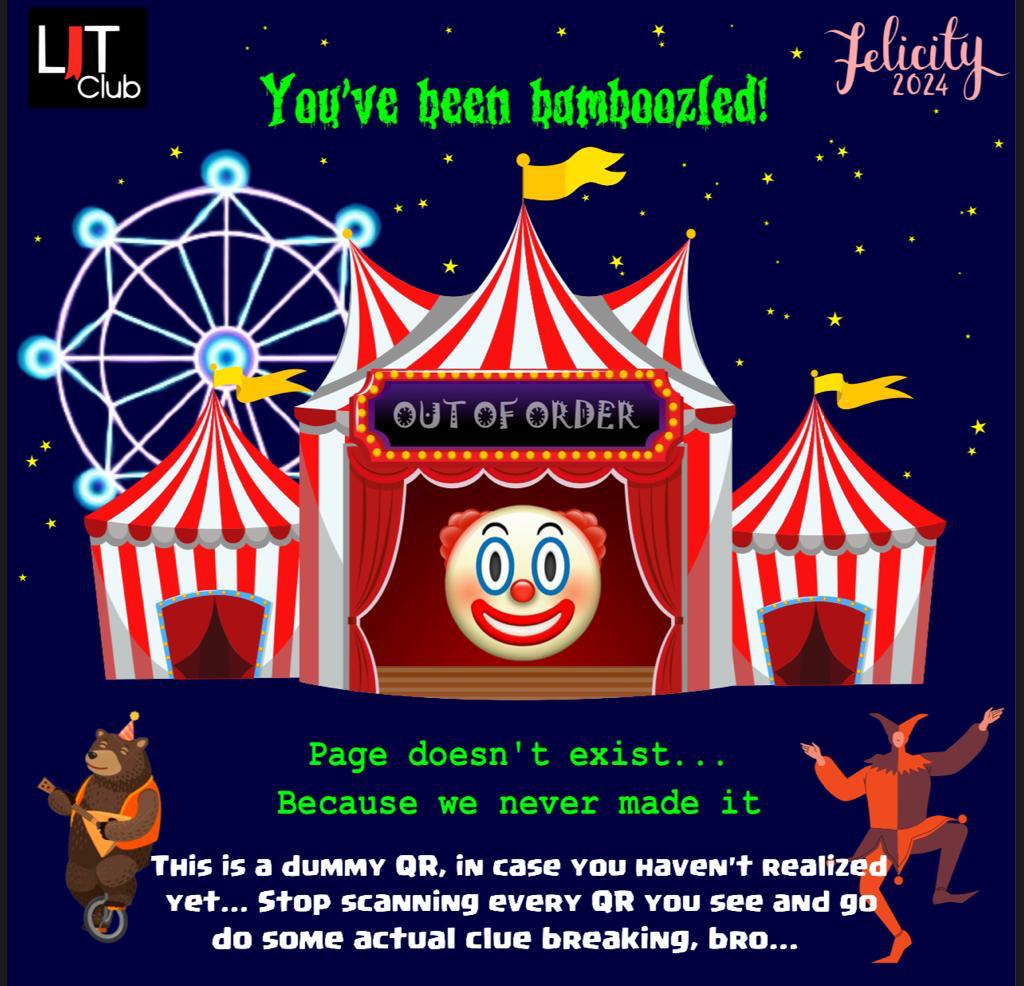 LIT
Club
Felicity
2024
You've been bamboozled!
OUT OF ORDER
Page doesn't exist...
Because we never made it
This is a dummy QR, in case you haven't realized
yet... Stop scanning every QR you see and go
do some actual clue breaking, bro...